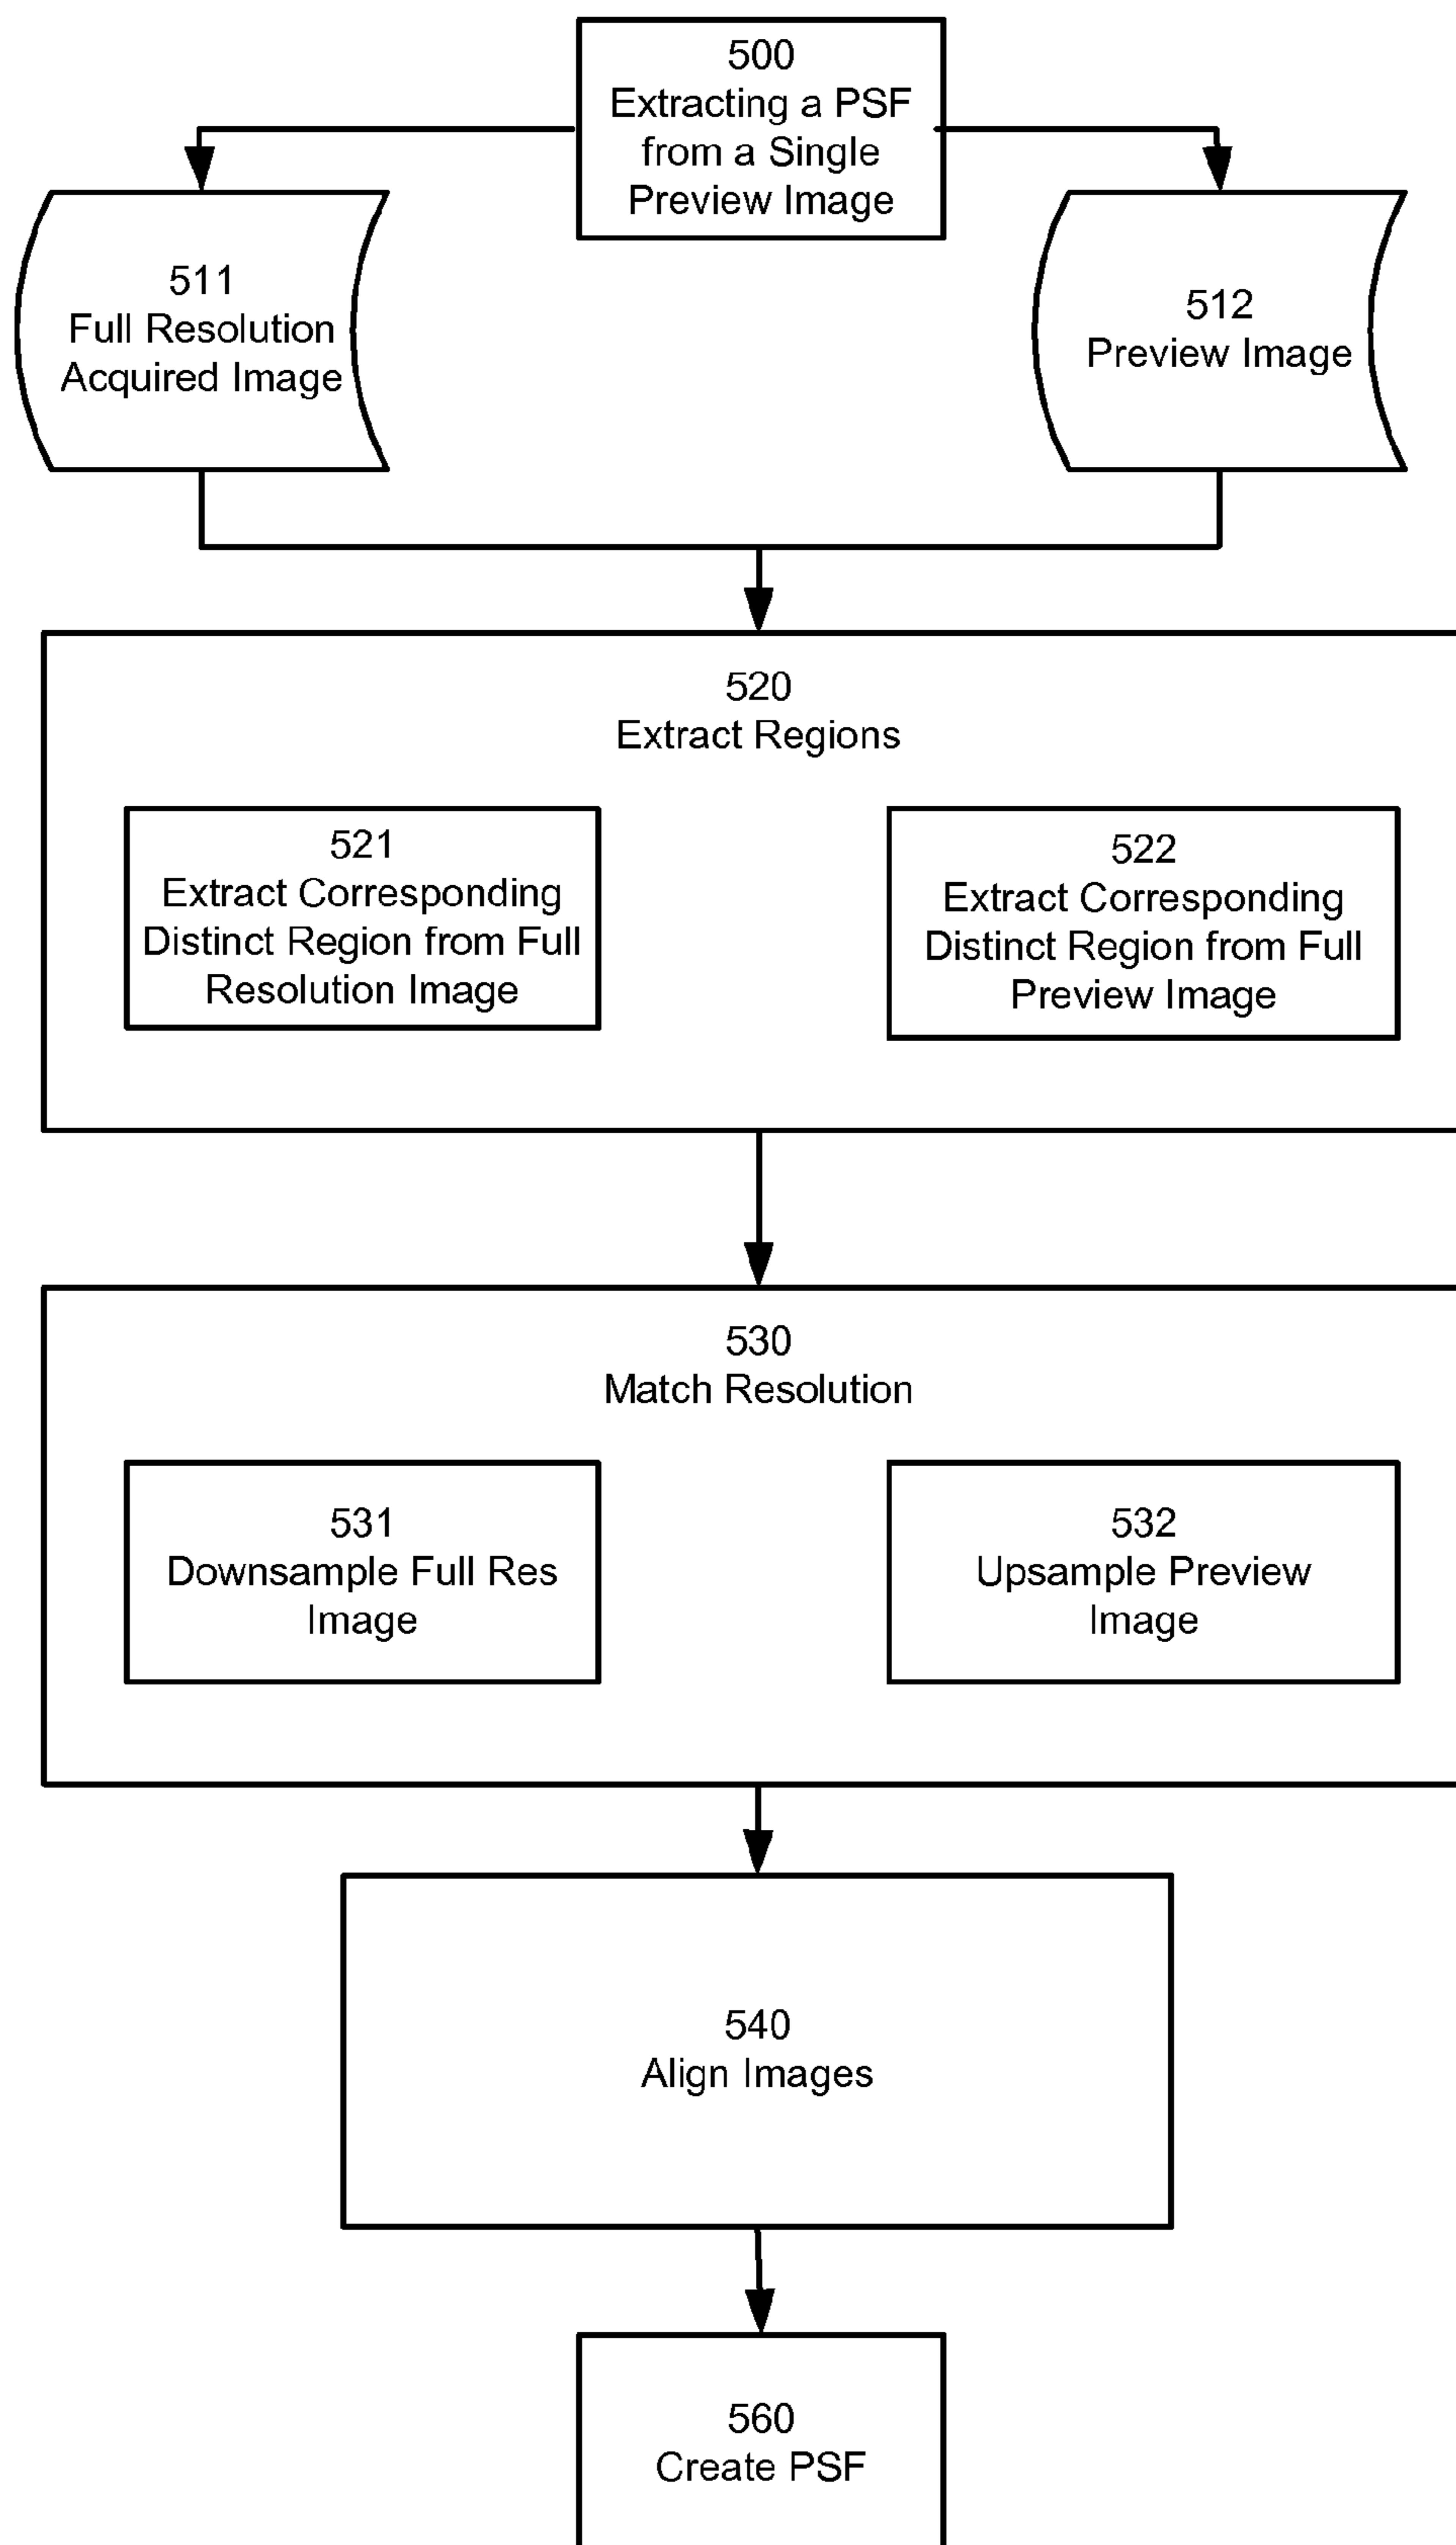 500
Extracting a PSF
from a Single
Preview Image
511
Full Resolution
Acquired Image
512
Preview Image
520
Extract Regions
521
Extract Corresponding
Distinct Region from Full
Resolution Image
522
Extract Corresponding
Distinct Region from Full
Preview Image
530
Match Resolution
531
Downsample Full Res
Image
532
Upsample Preview
Image
540
Align Images
560
Create PSF